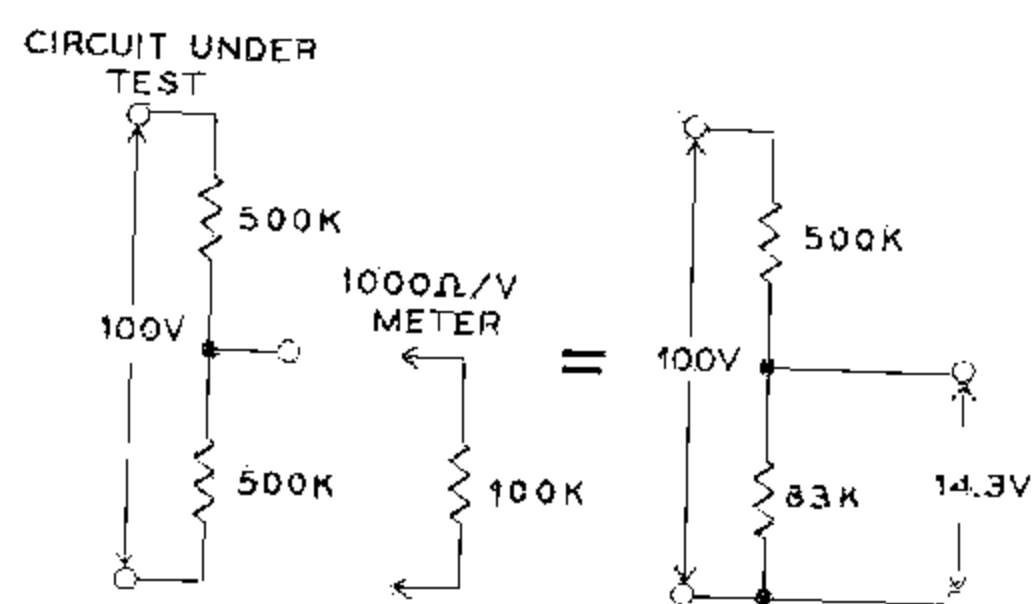 CIRCUIT UNDER
TEST
500K
100V
500K
1000Ω/V
METER
100K
=
500K
100V
83K
14.3V